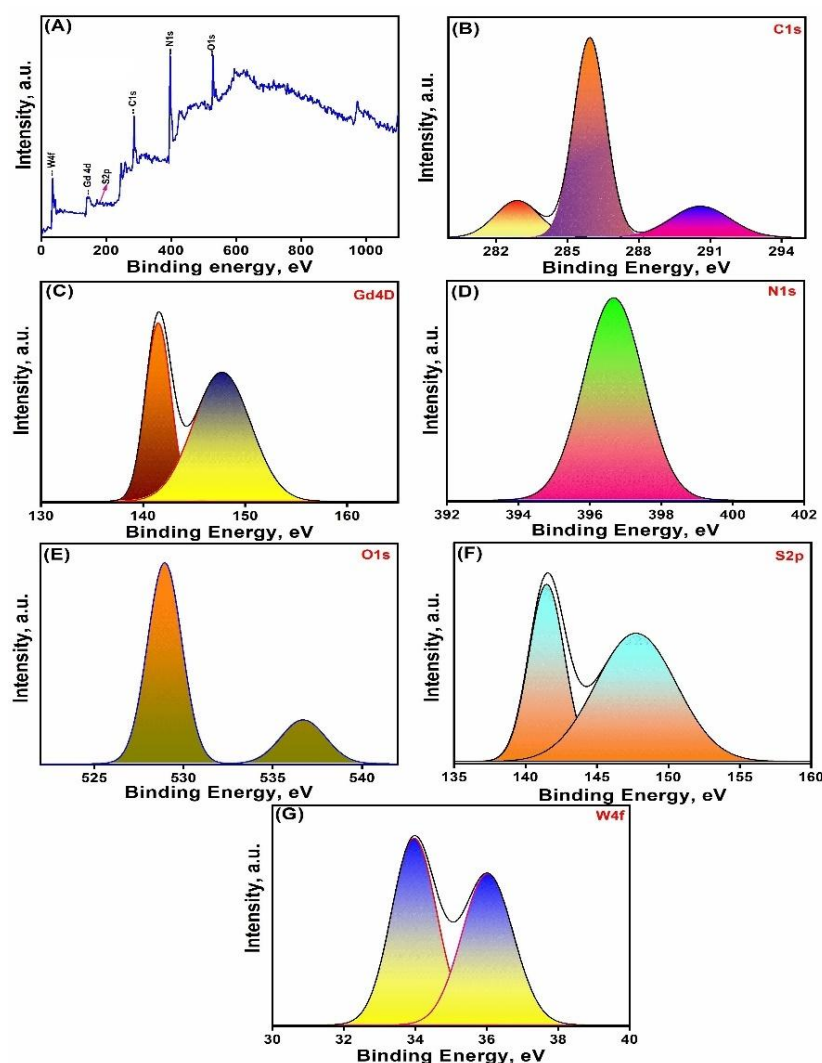 (A)
Intensity, a.u.
W4f
Gd 4d
S2p
C1s
N1s
O1s
0 200 400 600 800 1000
Binding energy, eV
(B)
C1s
Intensity, a.u.
282 285 288 291 294
Binding Energy, eV
(C)
Gd4D
Intensity, a.u.
130 140 150 160
Binding Energy, eV
(D)
N1s
Intensity, a.u.
392 394 396 398 400 402
Binding Energy, eV
(E)
O1s
Intensity, a.u.
525 530 535 540
Binding Energy, eV
(F)
S2p
Intensity, a.u.
135 140 145 150 155 160
Binding Energy, eV
(G)
W4f
Intensity, a.u.
30 32 34 36 38 40
Binding Energy, eV